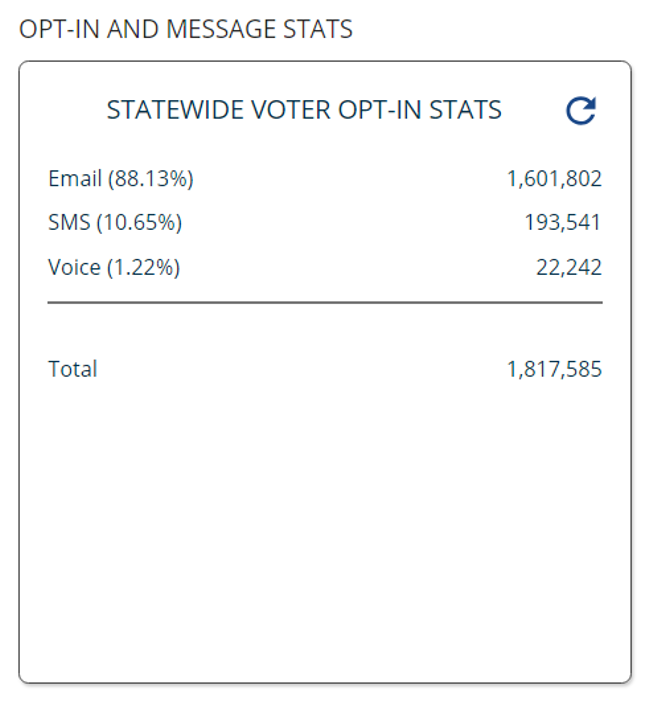 OPT-IN AND MESSAGE STATS
STATEWIDE VOTER OPT-IN STATS
Email (88.13%) 1,601,802
SMS (10.65%) 193,541
Voice (1.22%) 22,242
Total 1,817,585